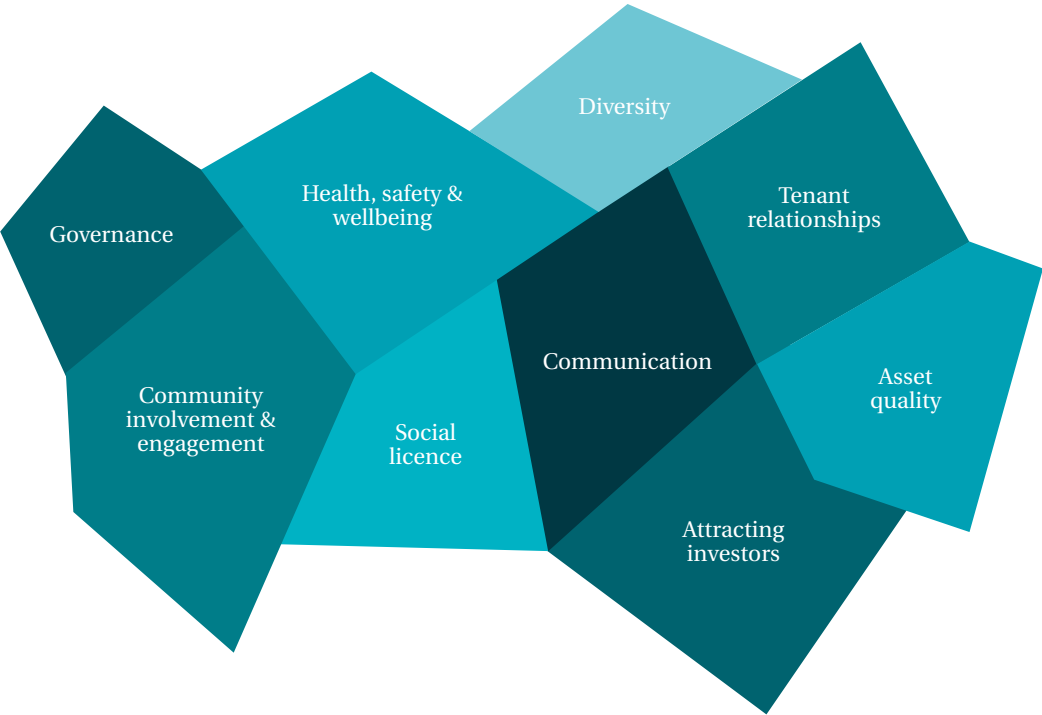 Diversity
Health, safety &
wellbeing
Tenant
relationships
Governance
Communication
Asset
quality
Community
involvement &
engagement
Social
licence
Attracting
investors